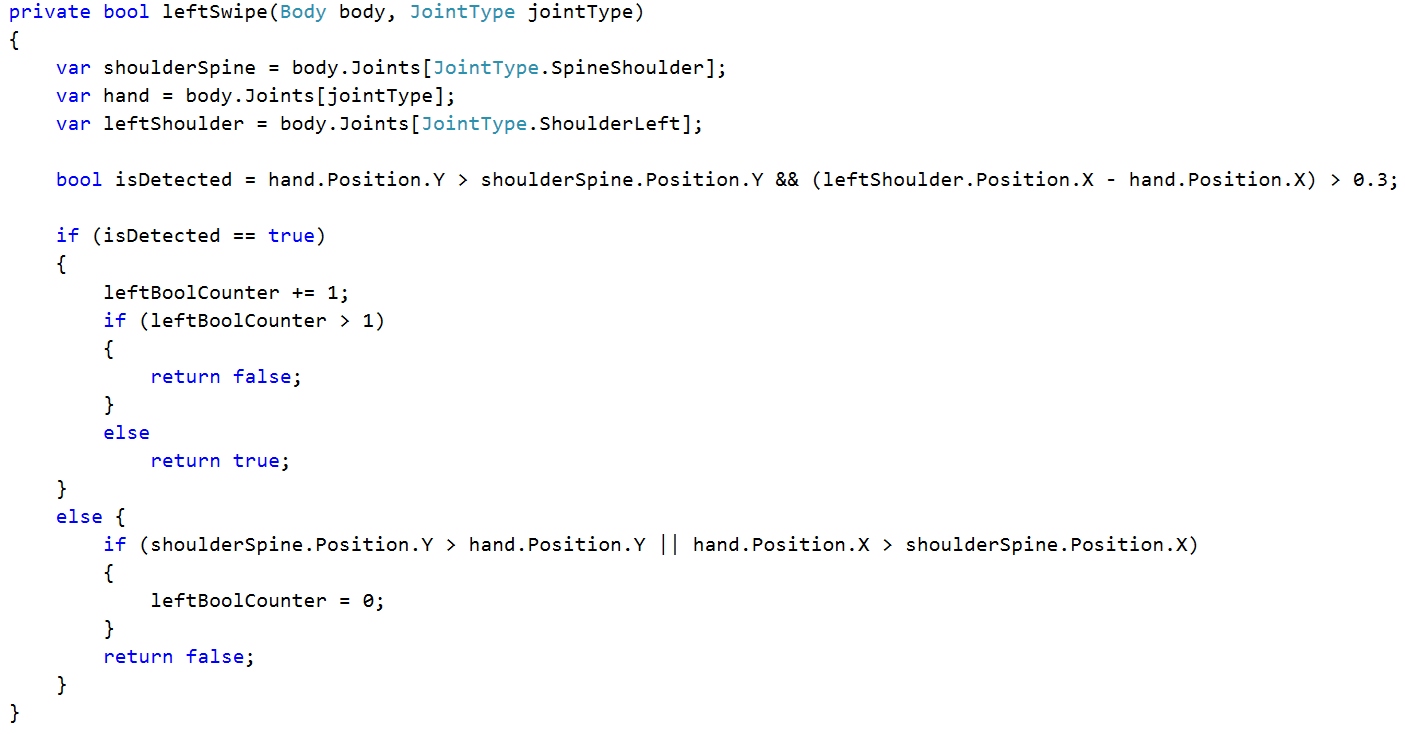 private bool leftSwipe(Body body, JointType jointType)
{
    var shoulderSpine = body.Joints[JointType.SpineShoulder];
    var hand = body.Joints[jointType];
    var leftShoulder = body.Joints[JointType.ShoulderLeft];

    bool isDetected = hand.Position.Y > shoulderSpine.Position.Y && (leftShoulder.Position.X - hand.Position.X) > 0.3;

    if (isDetected == true)
    {
        leftBoolCounter += 1;
        if (leftBoolCounter > 1)
        {
            return false;
        }
        else
            return true;
    }
    else {
        if (shoulderSpine.Position.Y > hand.Position.Y || hand.Position.X > shoulderSpine.Position.X)
        {
            leftBoolCounter = 0;
        }
        return false;
    }
}